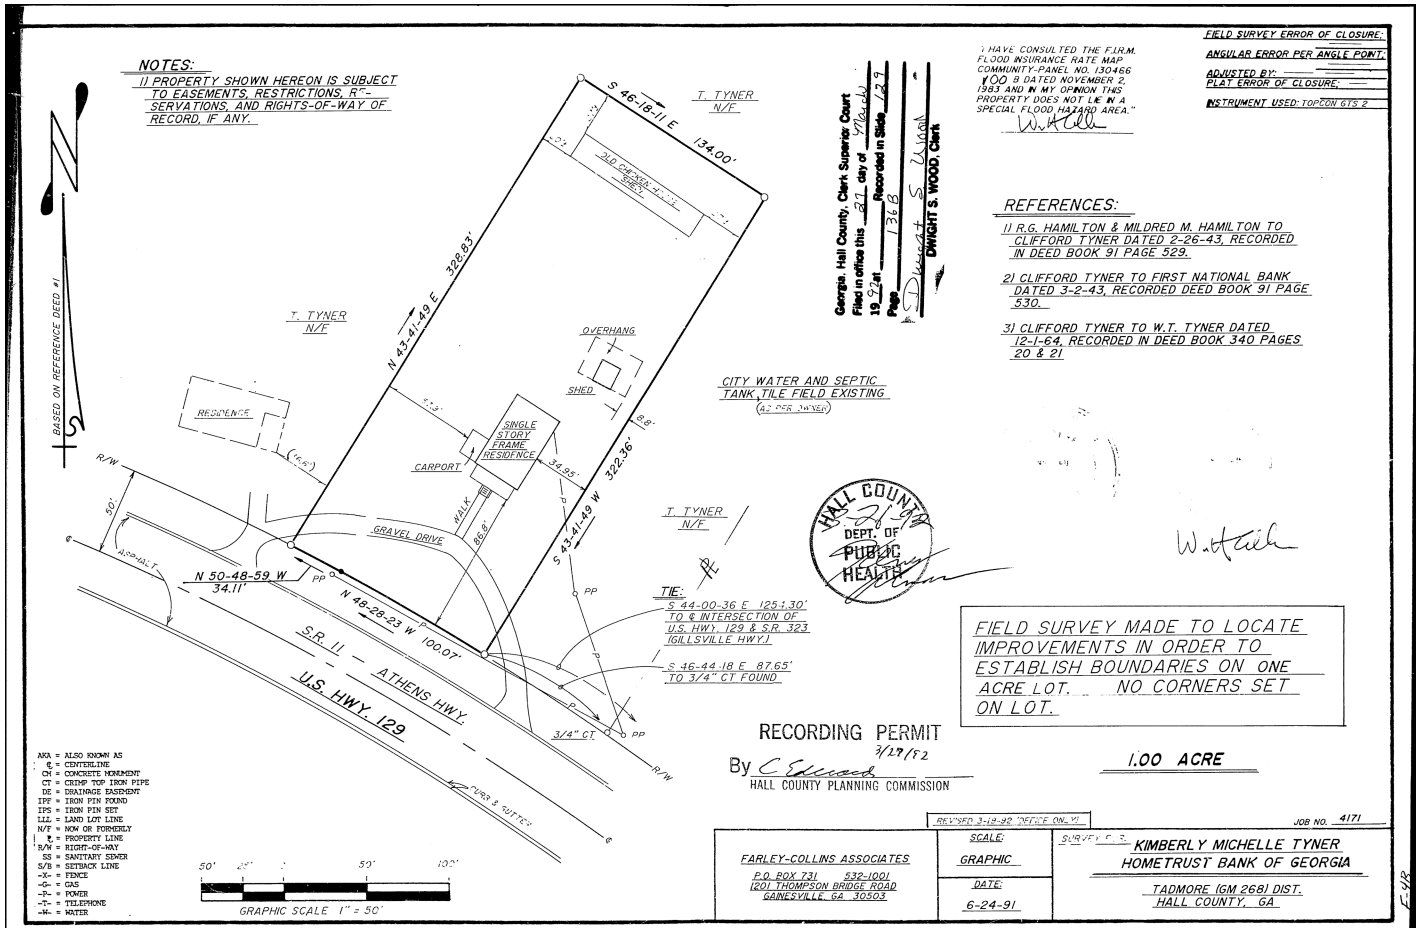 NOTES:
1) PROPERTY SHOWN HEREON IS SUBJECT
TO EASEMENTS, RESTRICTIONS, RE-
SERVATIONS, AND RIGHTS-OF-WAY OF
RECORD, IF ANY.
BASED ON REFERENCE DEED #1
S 46-18-11 E
134.00'
T. TYNER
N/F
OLD CHICKEN HOUSE
SHED
N 43-41-49 E 328.83'
T. TYNER
N/F
OVERHANG
SHED
8.8'
RESIDENCE
SINGLE
STORY
FRAME
RESIDENCE
CARPORT
34.95'
WALK
86.8'
S 43-41-49 W 322.36'
CITY WATER AND SEPTIC
TANK, TILE FIELD EXISTING
(AS PER OWNER)
T. TYNER
N/F
R/W
50'
ASPHALT
GRAVEL DRIVE
N 50-48-59 W
34.11'
PP
N 48-28-23 W 100.07'
P
PP
P
P
P
P
TIE:
S 44-00-36 E
TO ℄ INTERSECTION OF
U.S. HWY. 129 & S.R. 323
(GILLSVILLE HWY.)
S 46-44-18 E 87.65'
TO 3/4" CT FOUND
3/4" CT
PP
R/W
S.R. 11 — ATHENS HWY.
U.S. HWY. 129
CURB & GUTTER
℄
℄
"I HAVE CONSULTED THE F.I.R.M.
FLOOD INSURANCE RATE MAP
COMMUNITY-PANEL NO. 130466
B DATED NOVEMBER 2,
1983 AND IN MY OPINION THIS
PROPERTY DOES NOT LIE IN A
SPECIAL FLOOD HAZARD AREA."
FIELD SURVEY ERROR OF CLOSURE;
ANGULAR ERROR PER ANGLE POINT;
ADJUSTED BY:
PLAT ERROR OF CLOSURE;
INSTRUMENT USED: TOPCON GTS 2
Georgia, Hall County, Clerk Superior Court
Filed in office this 27 day of March
19 92 at Recorded in Slide 129
Page 136B
Dwight S. Wood
DWIGHT S. WOOD, Clerk
REFERENCES:
1) R.G. HAMILTON & MILDRED M. HAMILTON TO
CLIFFORD TYNER DATED 2-26-43, RECORDED
IN DEED BOOK 91 PAGE 529.
2) CLIFFORD TYNER TO FIRST NATIONAL BANK
DATED 3-2-43, RECORDED DEED BOOK 91 PAGE
530.
3) CLIFFORD TYNER TO W.T. TYNER DATED
12-1-64, RECORDED IN DEED BOOK 340 PAGES
20 & 21
HALL COUNTY
DEPT. OF
PUBLIC
HEALTH
FIELD SURVEY MADE TO LOCATE
IMPROVEMENTS IN ORDER TO
ESTABLISH BOUNDARIES ON ONE
ACRE LOT. NO CORNERS SET
ON LOT.
RECORDING PERMIT
By C Edwards
HALL COUNTY PLANNING COMMISSION
1.00 ACRE
AKA = ALSO KNOWN AS
℄ = CENTERLINE
CM = CONCRETE MONUMENT
CT = CRIMP TOP IRON PIPE
DE = DRAINAGE EASEMENT
IPF = IRON PIN FOUND
IPS = IRON PIN SET
LLL = LAND LOT LINE
N/F = NOW OR FORMERLY
= PROPERTY LINE
R/W = RIGHT-OF-WAY
SS = SANITARY SEWER
S/B = SETBACK LINE
-X- = FENCE
-G- = GAS
-P- = POWER
-T- = TELEPHONE
-W- = WATER
50' 25' 50' 100'
GRAPHIC SCALE 1" = 50'
REVISED 3-19-92 (OFFICE ONLY)
JOB NO. 4171
FARLEY-COLLINS ASSOCIATES
P.O. BOX 731 532-1001
1201 THOMPSON BRIDGE ROAD
GAINESVILLE, GA 30503
SCALE:
GRAPHIC
DATE:
6-24-91
SURVEY FOR
KIMBERLY MICHELLE TYNER
HOMETRUST BANK OF GEORGIA
TADMORE (GM 268) DIST.
HALL COUNTY, GA
F-4B